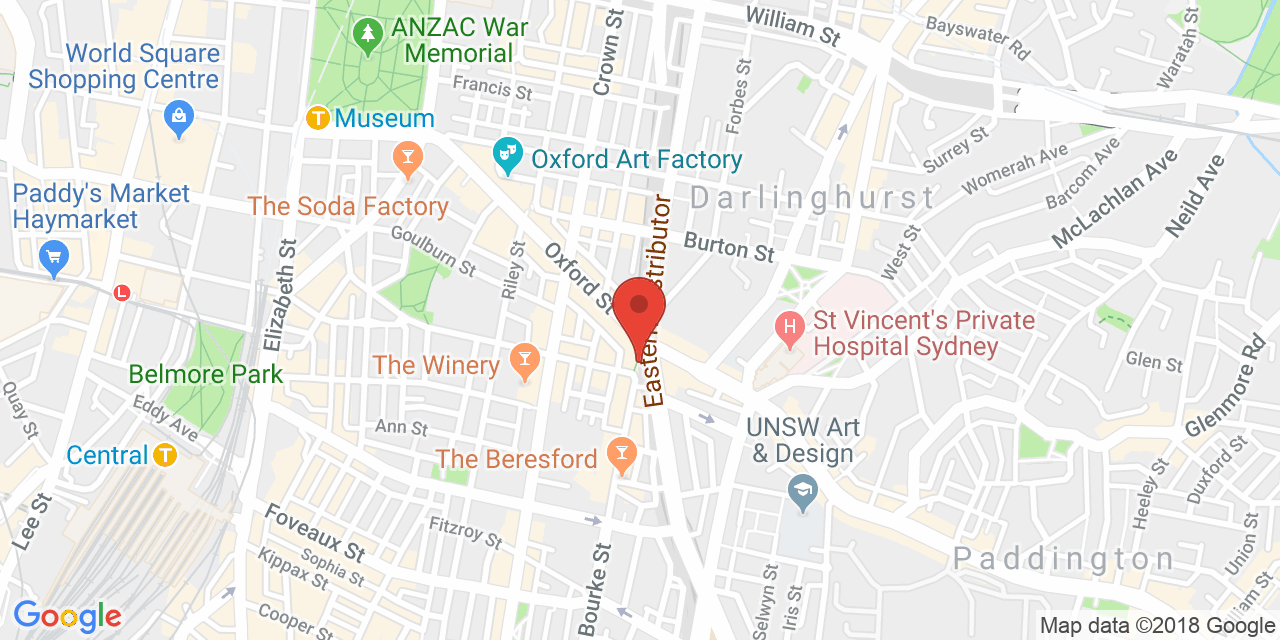 William St
Bayswater Rd
Waratah St
ANZAC War
Memorial
World Square
Shopping Centre
Crown St
Francis St
Forbes St
T
Museum
Oxford Art Factory
Surrey St
Womerah Ave
Barcom Ave
McLachlan Ave
Neild Ave
Paddy's Market
Haymarket
The Soda Factory
Darlinghurst
Goulburn St
Riley St
Burton St
West St
Elizabeth St
Oxford St
L
H
St Vincent's Private
Hospital Sydney
The Winery
Belmore Park
Glen St
Glenmore Rd
Quay St
Eddy Ave
Ann St
Central
T
The Beresford
UNSW Art
& Design
Heeley St
Duxford St
Lee St
Foveaux St
Fitzroy St
Sophia St
Kippax St
Cooper St
Bourke St
Paddington
Selwyn St
Iris St
Union St
Google
Map data ©2018 Google